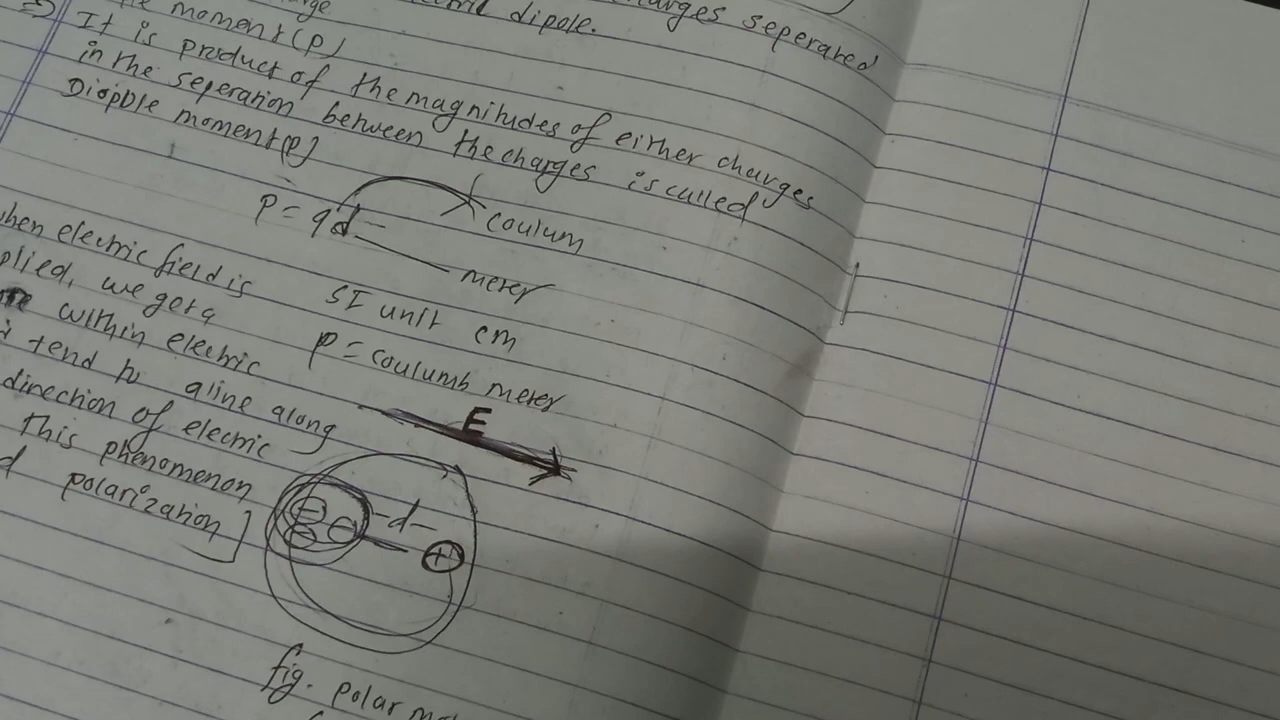 charges seperated
dipole.
moment(p)
⇒ It is product of the magnitudes of either charges
in the seperation between the charges is called
Diopble moment(p)
p = qd
coulum
meter
SI unit cm
p = coulumb meter
when electric field is
plied, we get a
within electric
tend to aline along
direction of electric
This phenomenon
d polarization]
E
-d-
fig. polar